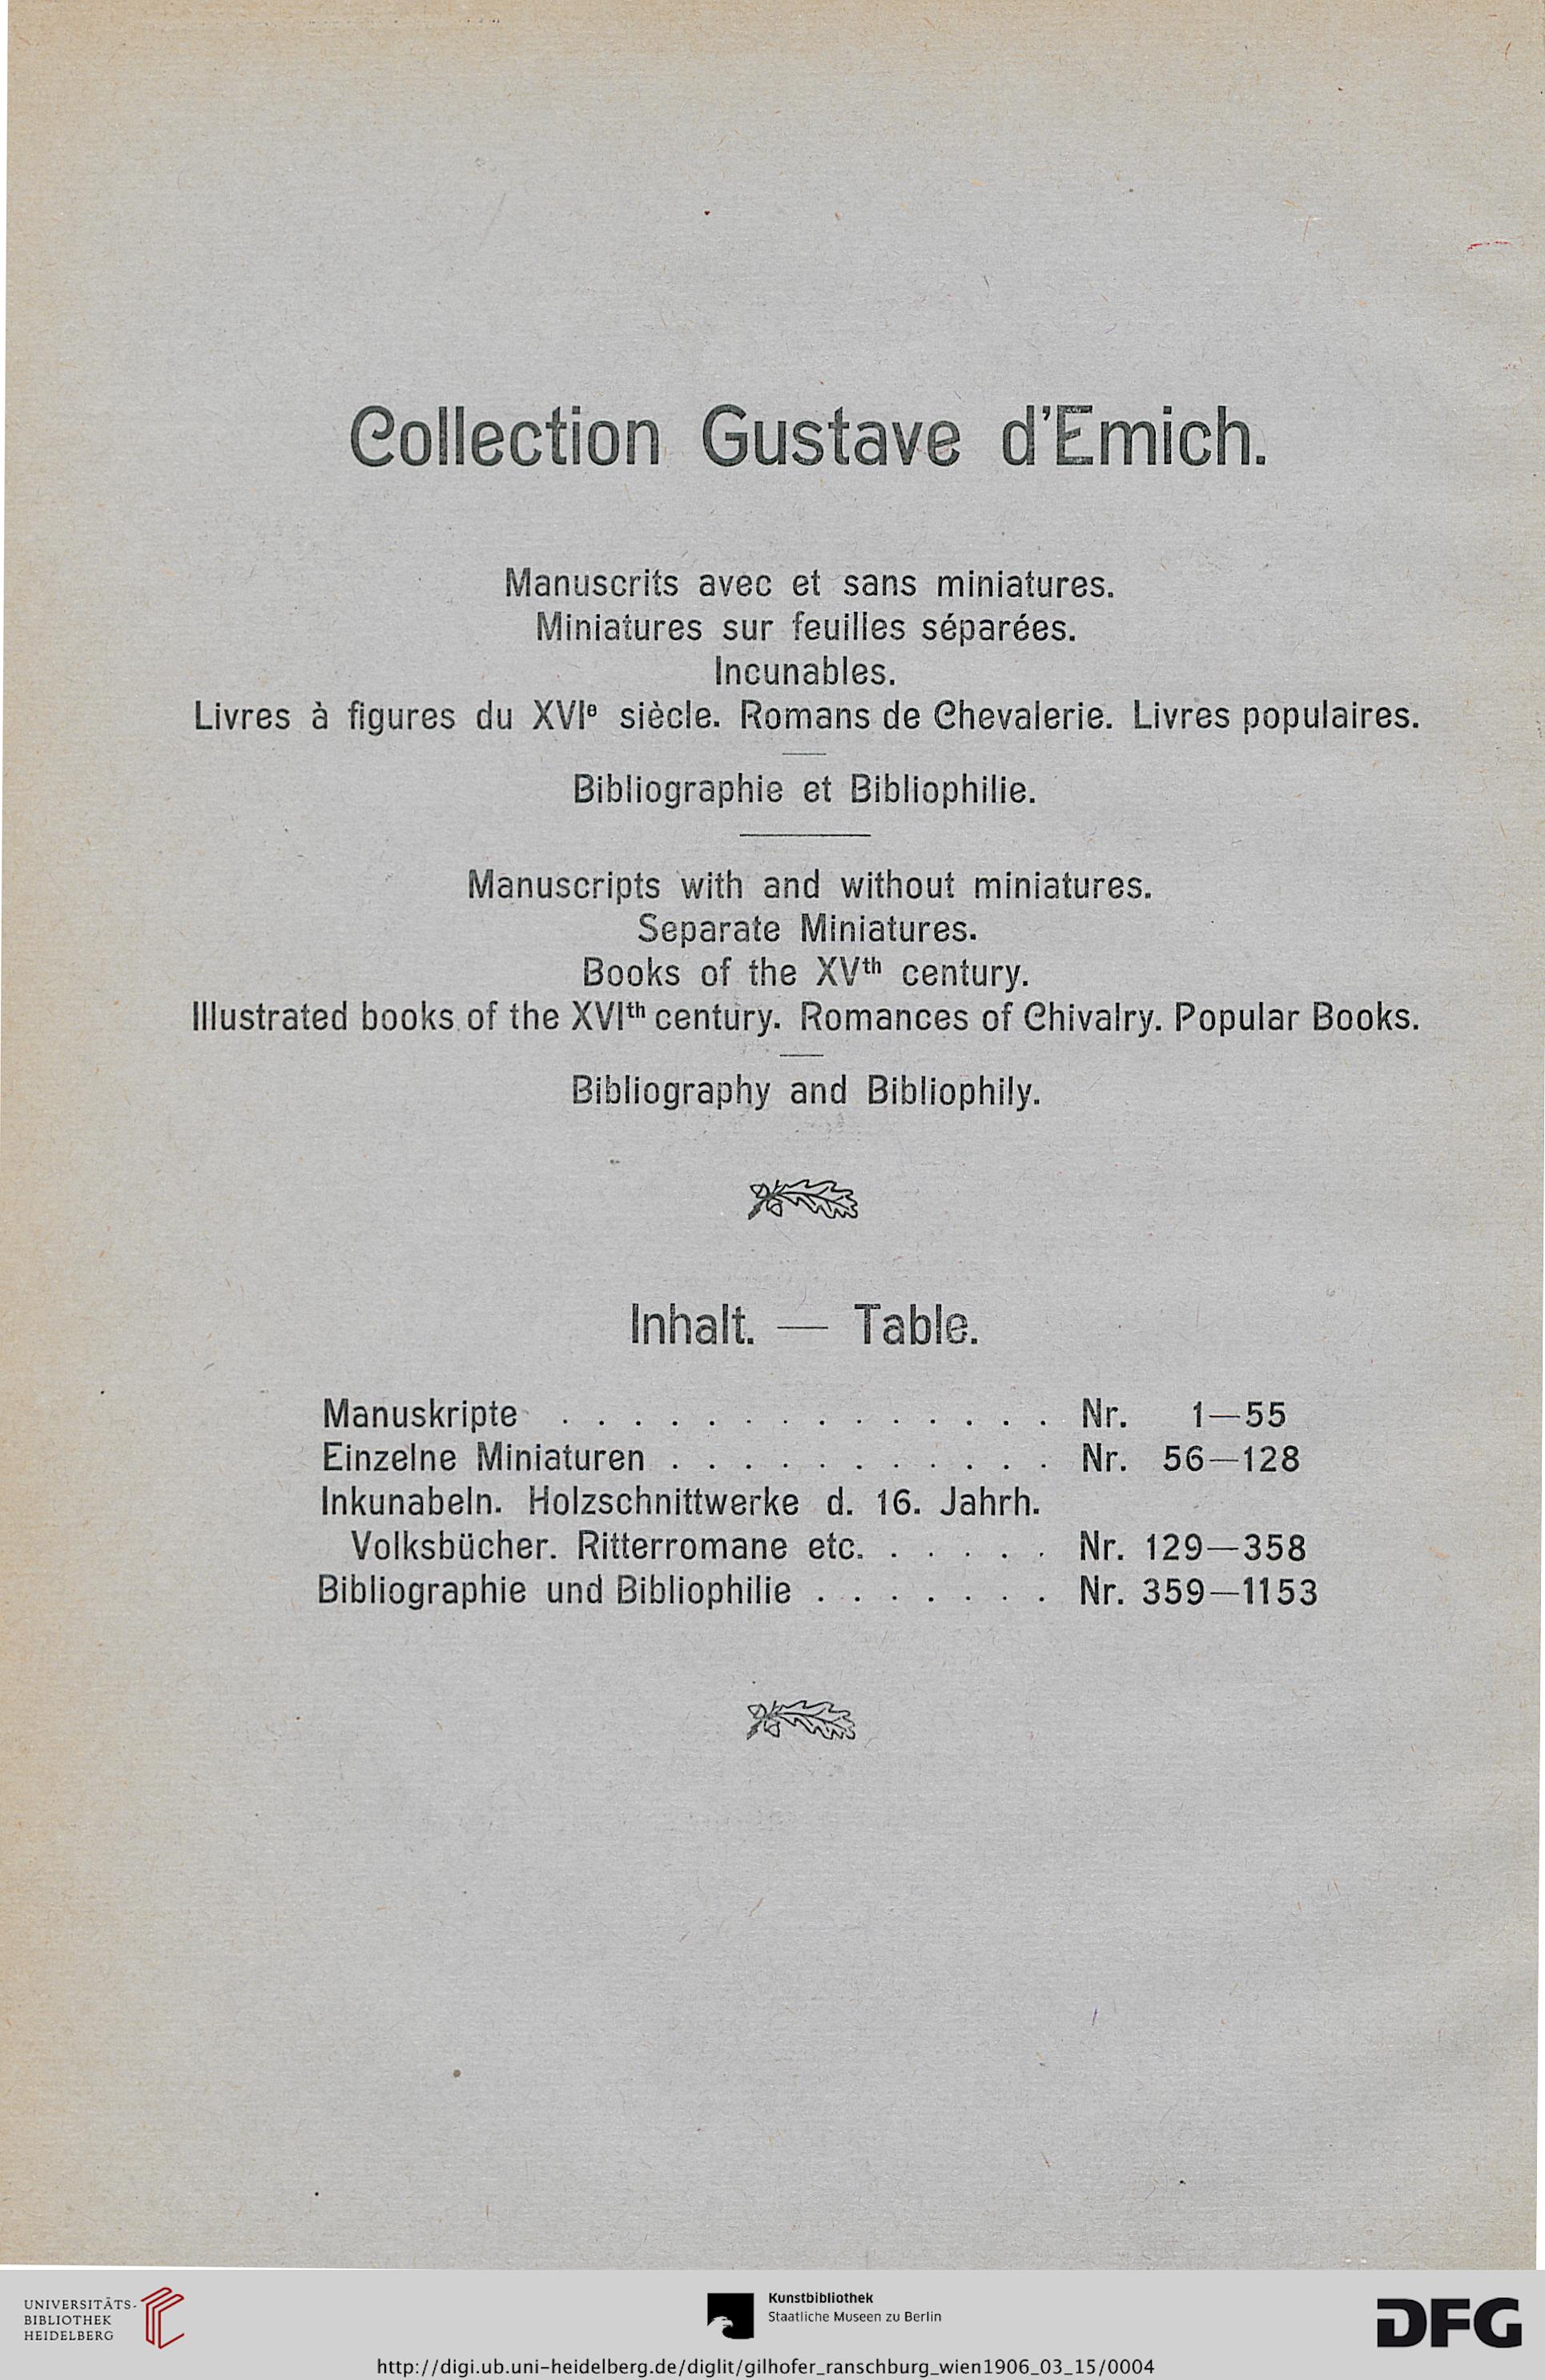 Collection Gustave d'Emich.
Manuscrits avec et sans miniatures.
Miniatures sur feuilles séparées.
Incunables.
Livres à figures du XVIe siècle. Romans de Chevalerie. Livres populaires.
Bibliographie et Bibliophilie.
Manuscripts with and without miniatures.
Separate Miniatures.
Books of the XVth century.
Illustrated books of the XVIth century. Romances of Chivalry. Popular Books.
Bibliography and Bibliophily.
Inhalt. — Table.
Manuskripte . . . . . . . . . . . . . . Nr. 1—55
Einzelne Miniaturen . . . . . . . . . . . Nr. 56—128
Inkunabeln. Holzschnittwerke d. 16. Jahrh.
Volksbücher. Ritterromane etc. . . . . . Nr. 129—358
Bibliographie und Bibliophilie . . . . . . . Nr. 359—1153
UNIVERSITÄTS-
BIBLIOTHEK
HEIDELBERG
Kunstbibliothek
Staatliche Museen zu Berlin
DFG
http://digi.ub.uni-heidelberg.de/diglit/gilhofer_ranschburg_wien1906_03_15/0004